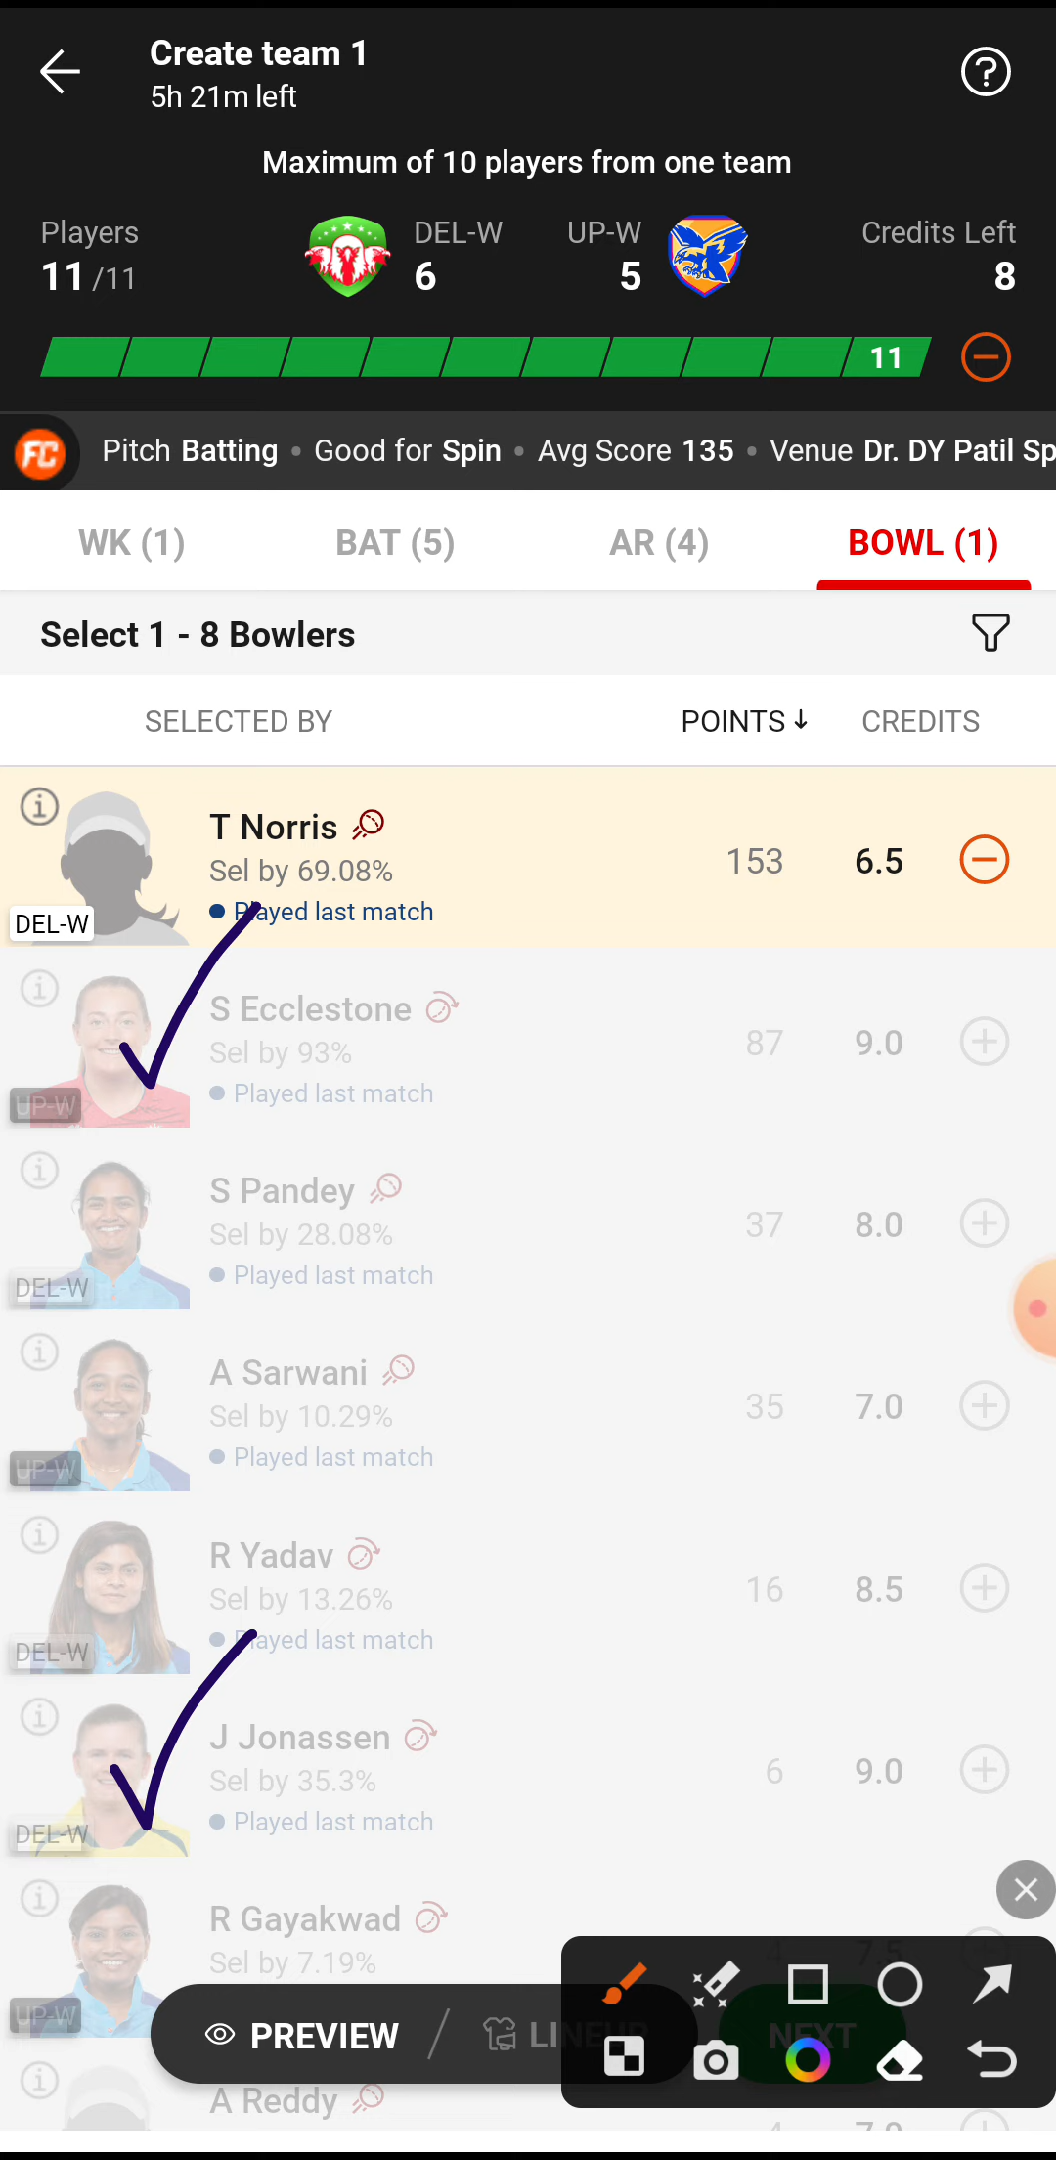 Create team 1
5h 21m left
Maximum of 10 players from one team
Players DEL-W UP-W Credits Left
11/11 6 5 8
11
FC Pitch Batting • Good for Spin • Avg Score 135 • Venue Dr. DY Patil Sp
WK (1) BAT (5) AR (4) BOWL (1)
Select 1 - 8 Bowlers
SELECTED BY POINTS ↓ CREDITS
T Norris
Sel by 69.08% 153 6.5
Played last match
DEL-W
S Ecclestone
Sel by 93% 87 9.0
Played last match
UP-W
S Pandey
Sel by 28.08% 37 8.0
Played last match
DEL-W
A Sarwani
Sel by 10.29% 35 7.0
Played last match
UP-W
R Yadav
Sel by 13.26% 16 8.5
Played last match
DEL-W
J Jonassen
Sel by 35.3% 6 9.0
Played last match
DEL-W
R Gayakwad
Sel by 7.19% 4 7.5
UP-W
PREVIEW / LINEUP NEXT
A Reddy